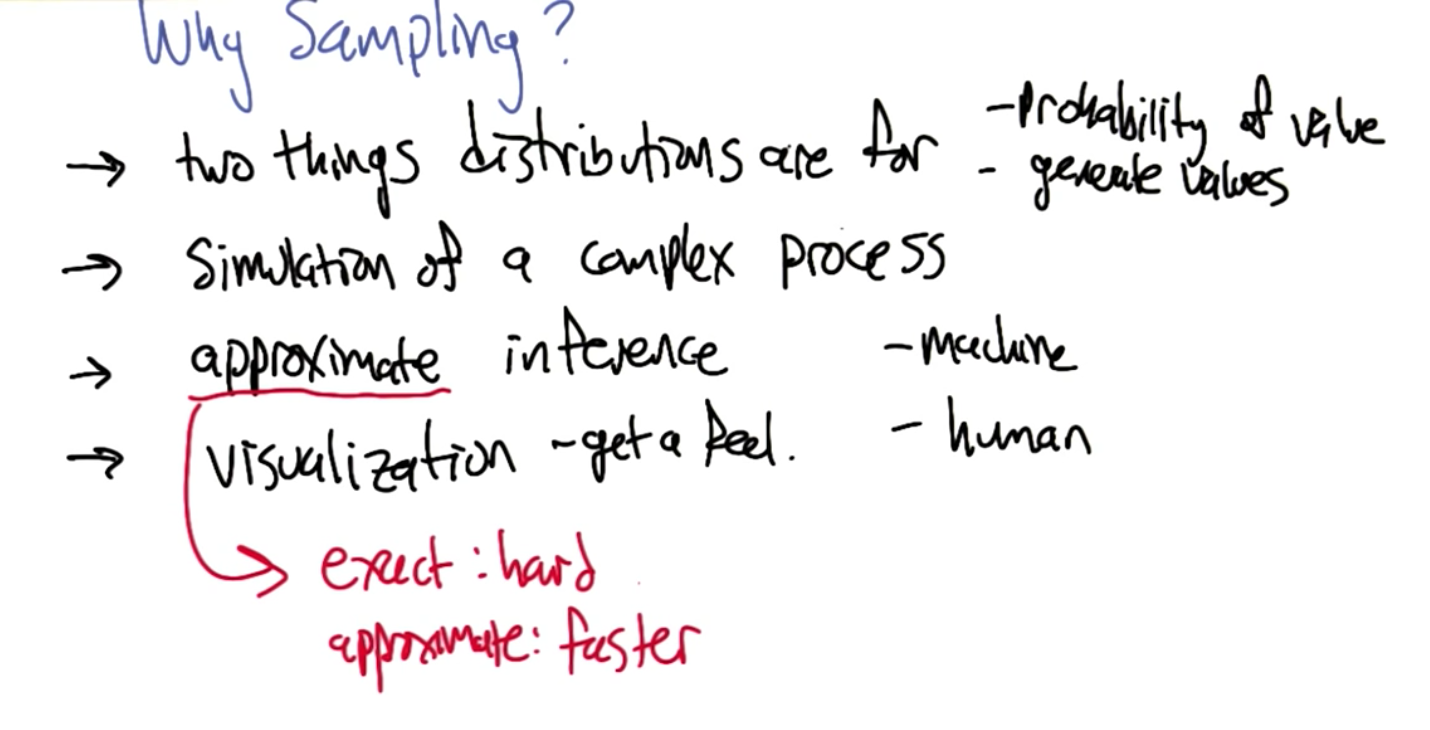 Why Sampling?
→ two things distributions are for - probability of value
- generate values
→ Simulation of a complex process
→ approximate inference - machine
→ visualization - get a feel. - human
exact : hard
approximate: faster